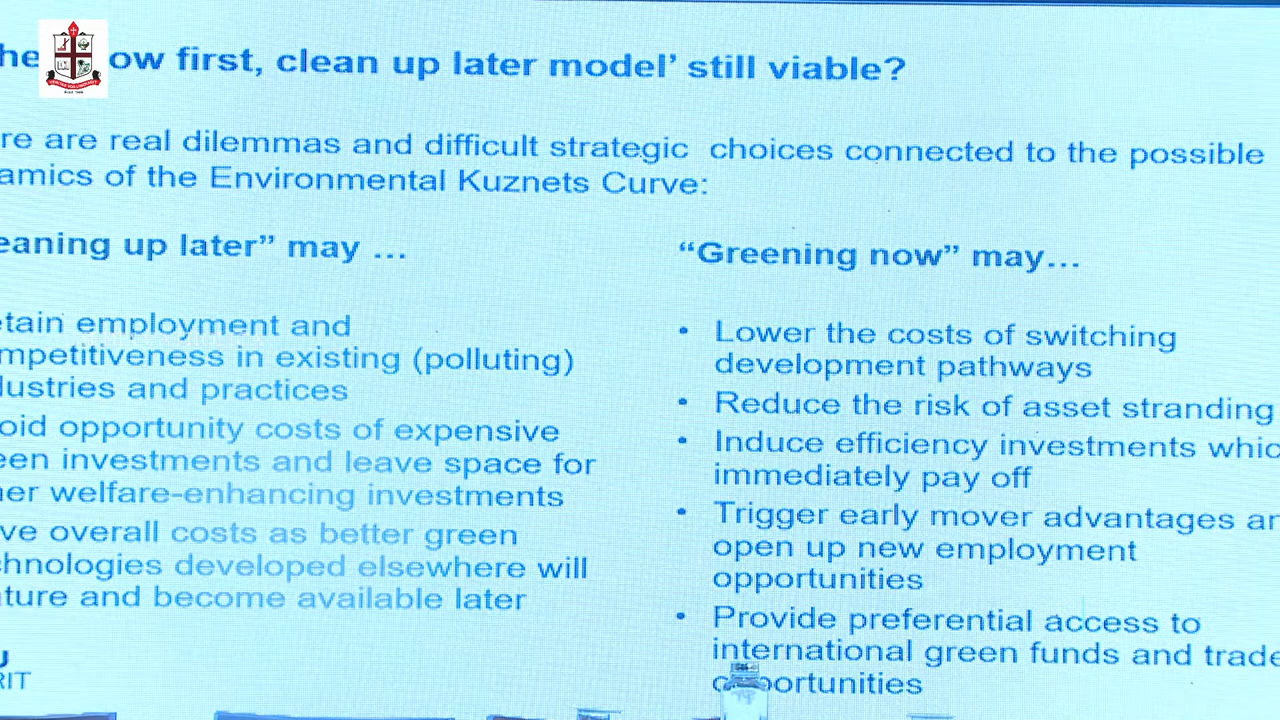 he ow first, clean up later model’ still viable?
re are real dilemmas and difficult strategic choices connected to the possible
amics of the Environmental Kuznets Curve:
eaning up later” may …
tain employment and
mpetitiveness in existing (polluting)
dustries and practices
oid opportunity costs of expensive
een investments and leave space for
her welfare-enhancing investments
ve overall costs as better green
chnologies developed elsewhere will
ature and become available later
“Greening now” may…
• Lower the costs of switching
development pathways
• Reduce the risk of asset stranding
• Induce efficiency investments whic
immediately pay off
• Trigger early mover advantages an
open up new employment
opportunities
• Provide preferential access to
international green funds and trade
opportunities
U
RIT